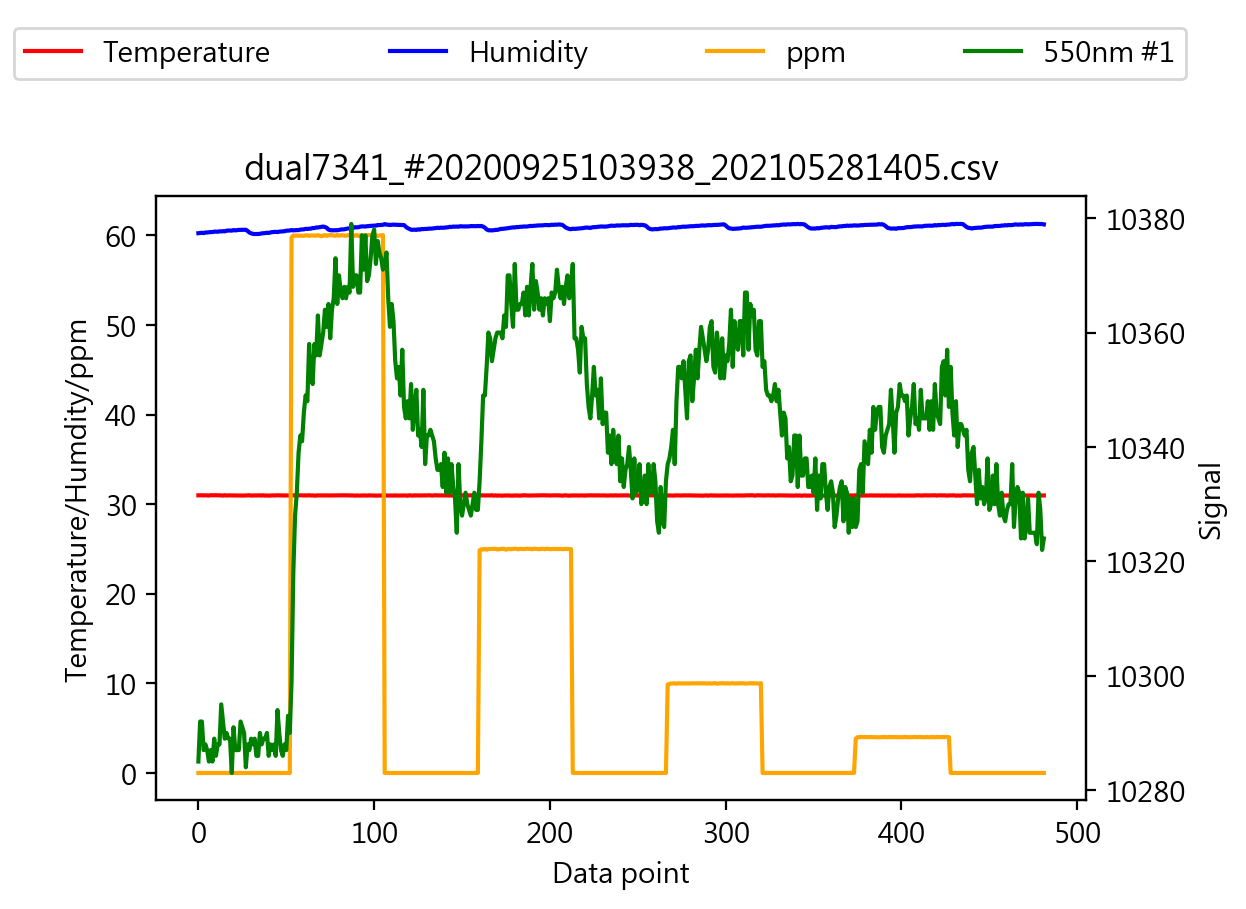 Temperature Humidity ppm 550nm #1
dual7341_#20200925103938_202105281405.csv
Temperature/Humdity/ppm
60
50
40
30
20
10
0
10380
10360
10340
10320
10300
10280
Signal
0 100 200 300 400 500
Data point